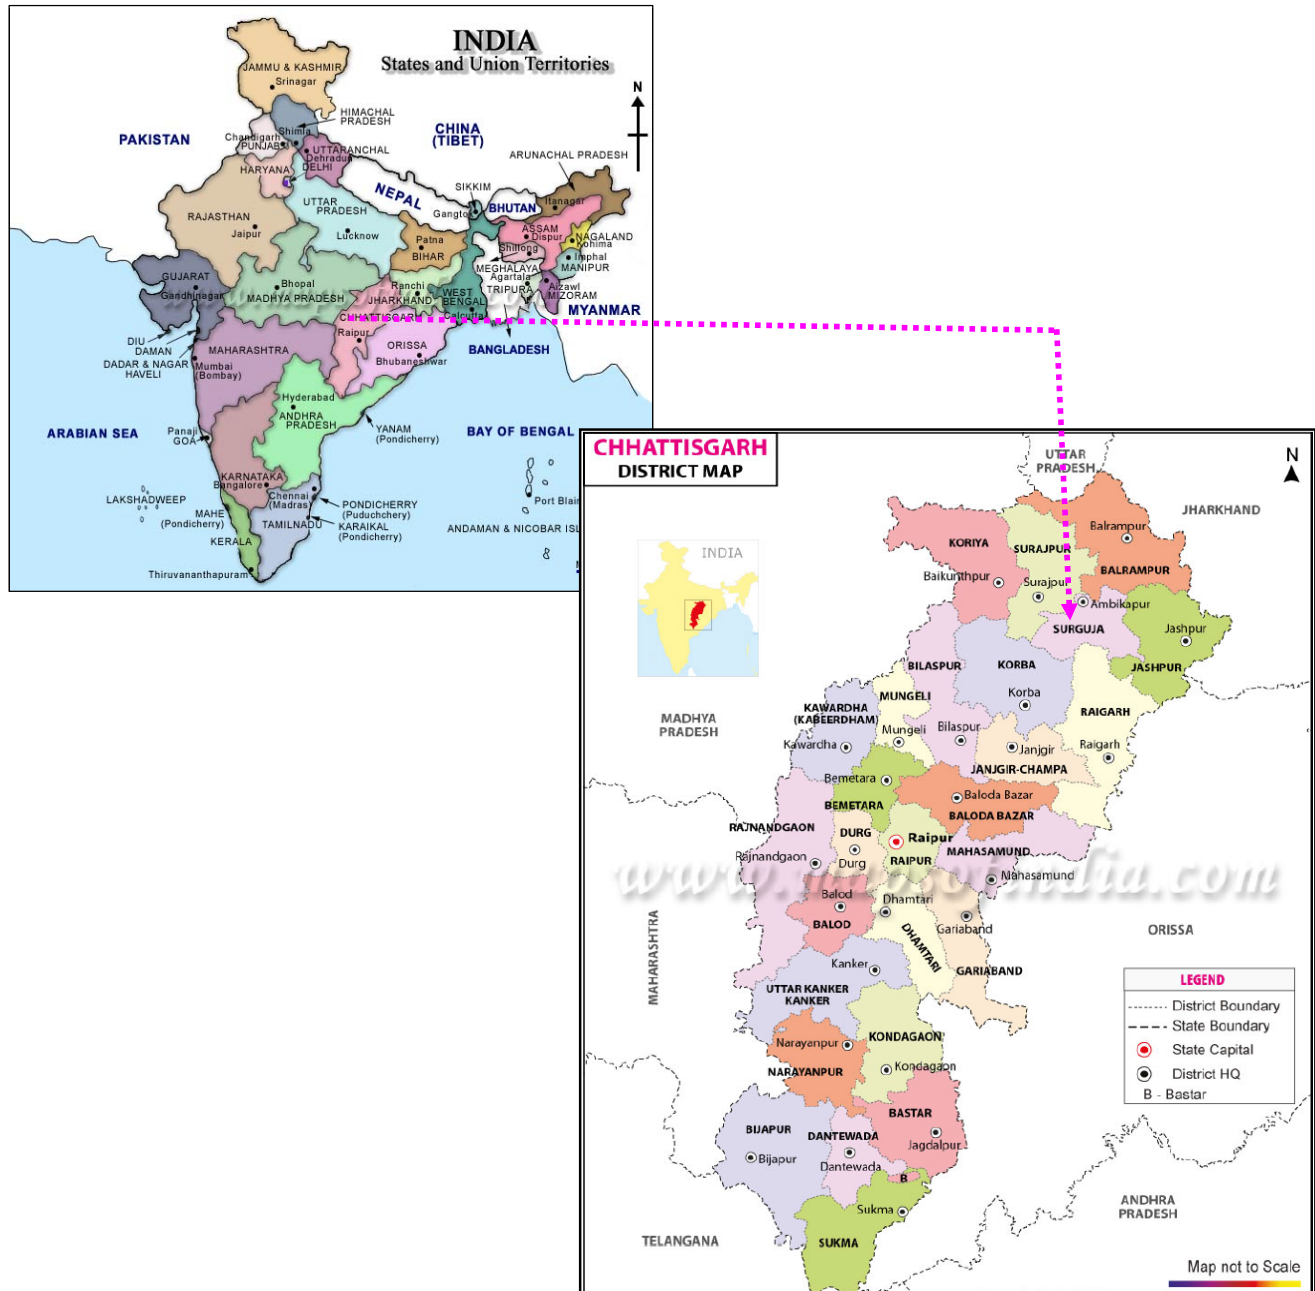 INDIA
States and Union Territories
N
JAMMU & KASHMIR
Srinagar
HIMACHAL
PRADESH
PAKISTAN
CHINA
(TIBET)
Chandigarh
Shimla
PUNJAB
UTTARANCHAL
Dehradun
DELHI
HARYANA
ARUNACHAL PRADESH
NEPAL
SIKKIM
Gangtok
BHUTAN
Itanagar
RAJASTHAN
Jaipur
UTTAR
PRADESH
Lucknow
Patna
BIHAR
ASSAM
Dispur
NAGALAND
Kohima
Shillong
Imphal
MANIPUR
MEGHALAYA
Agartala
TRIPURA
Aizawl
MIZORAM
GUJARAT
Gandhinagar
Bhopal
MADHYA PRADESH
Ranchi
JHARKHAND
WEST
BENGAL
Calcutta
MYANMAR
CHHATTISGARH
Raipur
DIU
DAMAN
DADAR & NAGAR
HAVELI
MAHARASHTRA
Mumbai
(Bombay)
ORISSA
Bhubaneshwar
BANGLADESH
Hyderabad
ANDHRA
PRADESH
YANAM
(Pondicherry)
ARABIAN SEA
Panaji
GOA
BAY OF BENGAL
KARNATAKA
Bangalore
Chennai
(Madras)
PONDICHERRY
(Puduchchery)
LAKSHADWEEP
MAHE
(Pondicherry)
TAMILNADU
KARAIKAL
(Pondicherry)
Port Blair
ANDAMAN & NICOBAR ISL
KERALA
Thiruvananthapuram
CHHATTISGARH
DISTRICT MAP
UTTAR
PRADESH
N
JHARKHAND
INDIA
KORIYA
Baikunthpur
SURAJPUR
Surajpur
Balrampur
BALRAMPUR
Ambikapur
SURGUJA
Jashpur
JASHPUR
BILASPUR
KORBA
Korba
MUNGELI
KAWARDHA
(KABEERDHAM)
RAIGARH
MADHYA
PRADESH
Kawardha
Mungeli
Bilaspur
Janjgir
Raigarh
JANJGIR-CHAMPA
Bemetara
BEMETARA
Baloda Bazar
BALODA BAZAR
RAJNANDGAON
Rajnandgaon
DURG
Durg
Raipur
RAIPUR
MAHASAMUND
Mahasamund
www.mapsofindia.com
Balod
BALOD
Dhamtari
DHAMTARI
Gariaband
GARIABAND
ORISSA
MAHARASHTRA
Kanker
UTTAR KANKER
KANKER
LEGEND
District Boundary
State Boundary
State Capital
District HQ
B - Bastar
Narayanpur
NARAYANPUR
KONDAGAON
Kondagaon
BASTAR
Jagdalpur
BIJAPUR
Bijapur
DANTEWADA
Dantewada
B
Sukma
SUKMA
ANDHRA
PRADESH
TELANGANA
Map not to Scale